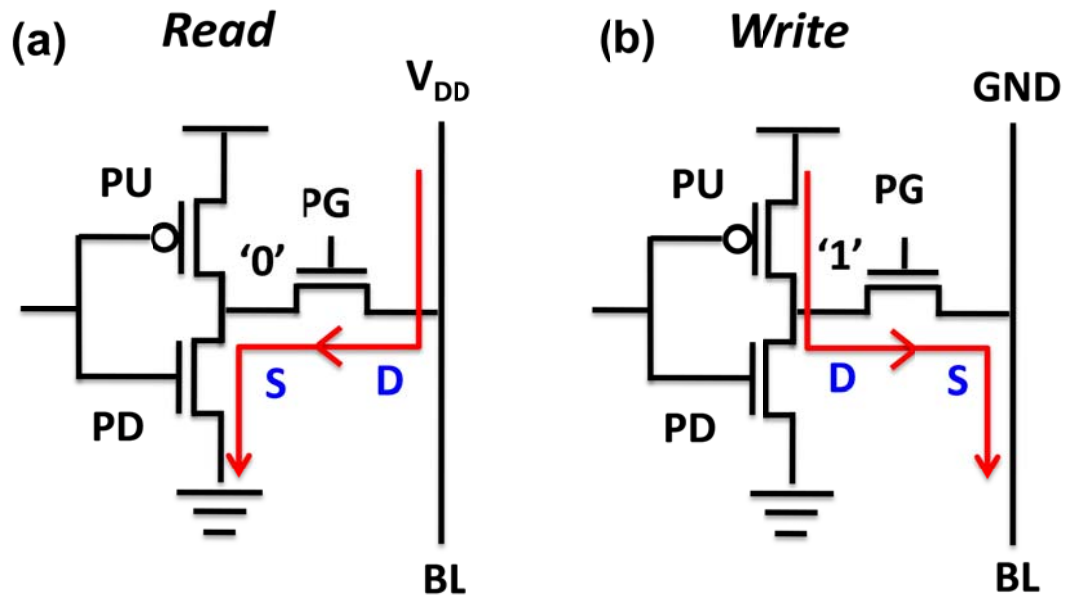 (a) Read
V_DD
PU
PG
'0'
S D
PD
BL
(b) Write
GND
PU
PG
'1'
D S
PD
BL